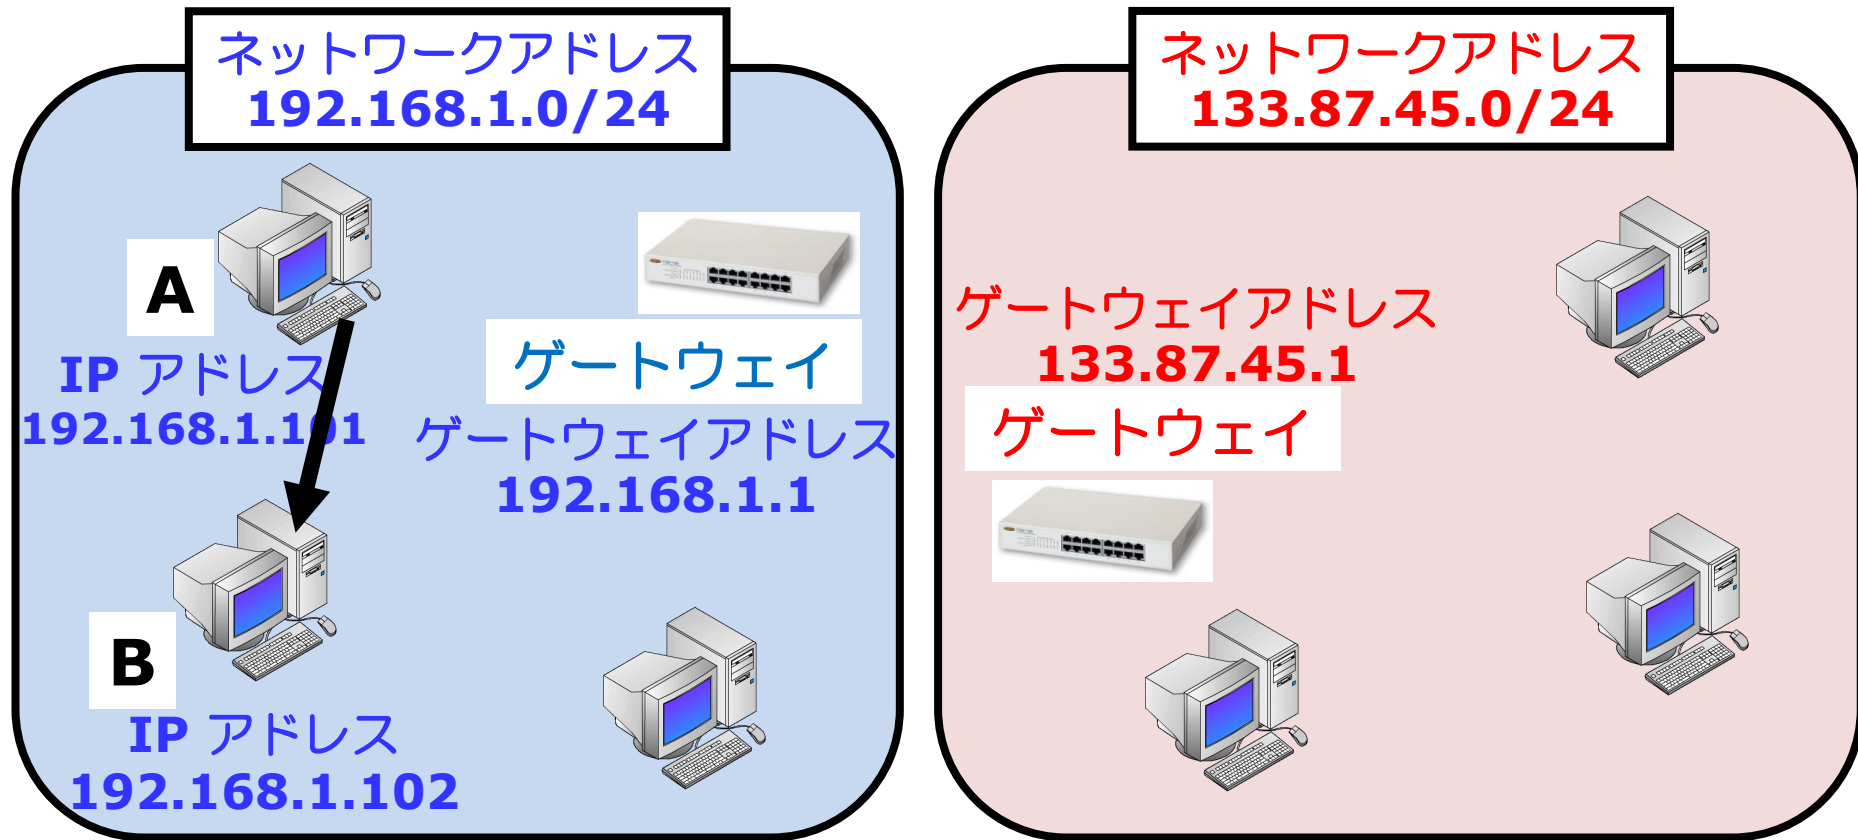 ネットワークアドレス
192.168.1.0/24
A
IP アドレス
192.168.1.101
ゲートウェイ
ゲートウェイアドレス
192.168.1.1
B
IP アドレス
192.168.1.102
ネットワークアドレス
133.87.45.0/24
ゲートウェイアドレス
133.87.45.1
ゲートウェイ